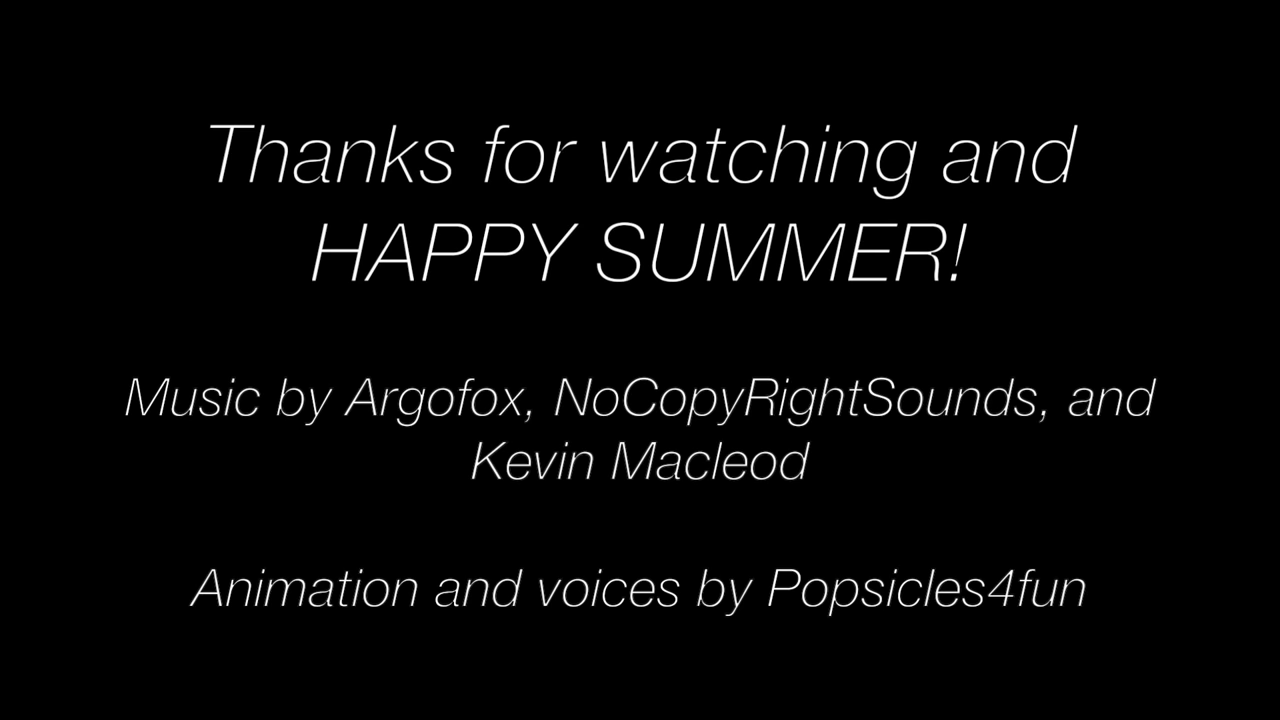 Thanks for watching and
HAPPY SUMMER!
Music by Argofox, NoCopyRightSounds, and
Kevin Macleod
Animation and voices by Popsicles4fun